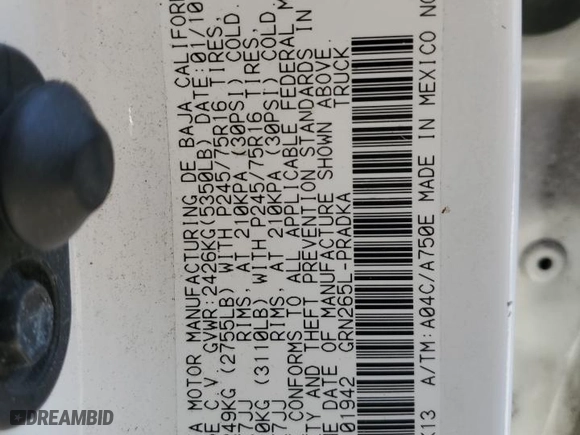 A MOTOR MANUFACTURING DE BAJA CALIFOR
E C.V. GVWR:2426KG(5350LB) DATE:01/10
49KG (2755LB) WITH P245/75R16 TIRES,
7JJ RIMS, AT 210KPA (30PSI) COLD
0KG (3110LB) WITH P245/75R16 TIRES,
7JJ RIMS, AT 210KPA (30PSI) COLD
CONFORMS TO ALL APPLICABLE FEDERAL M
TY AND THEFT PREVENTION STANDARDS IN
HE DATE OF MANUFACTURE SHOWN ABOVE.
01942 GRN265L-PRADKA TRUCK
K13 A/TM:A04C/A750E MADE IN MEXICO NO
DREAMBID